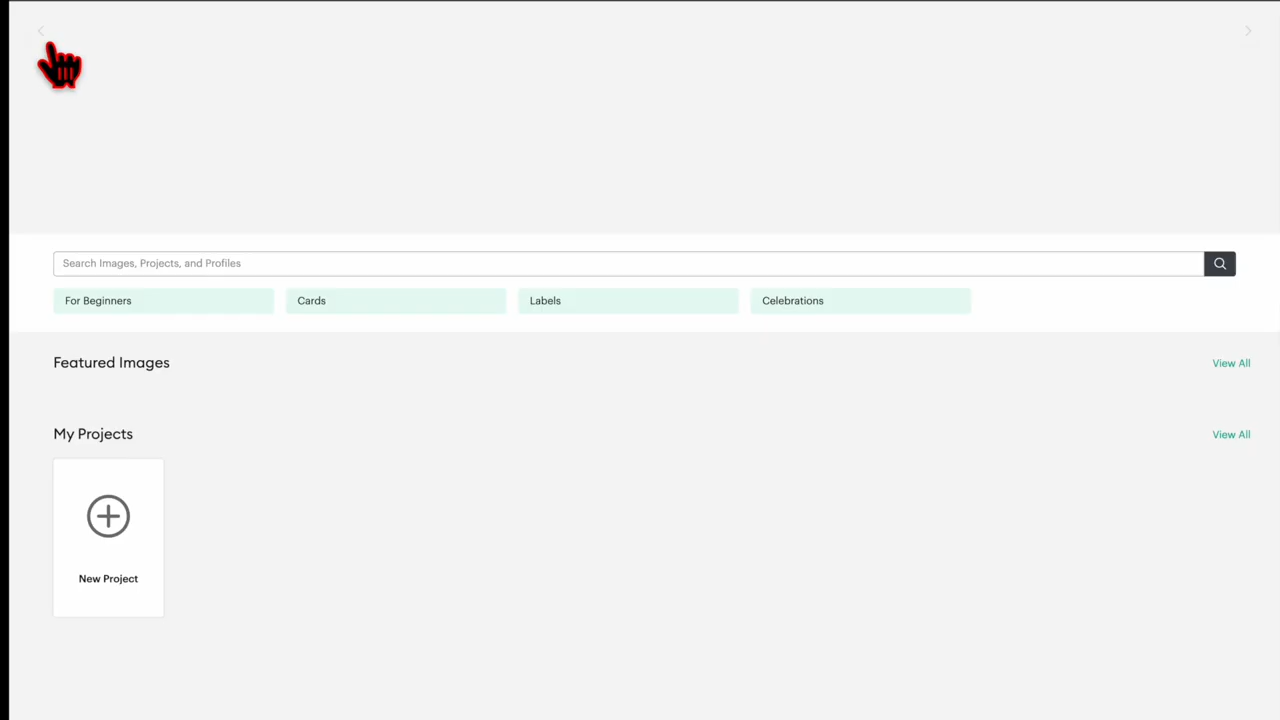 Search Images, Projects, and Profiles
For Beginners
Cards
Labels
Celebrations
Featured Images
View All
My Projects
View All
New Project